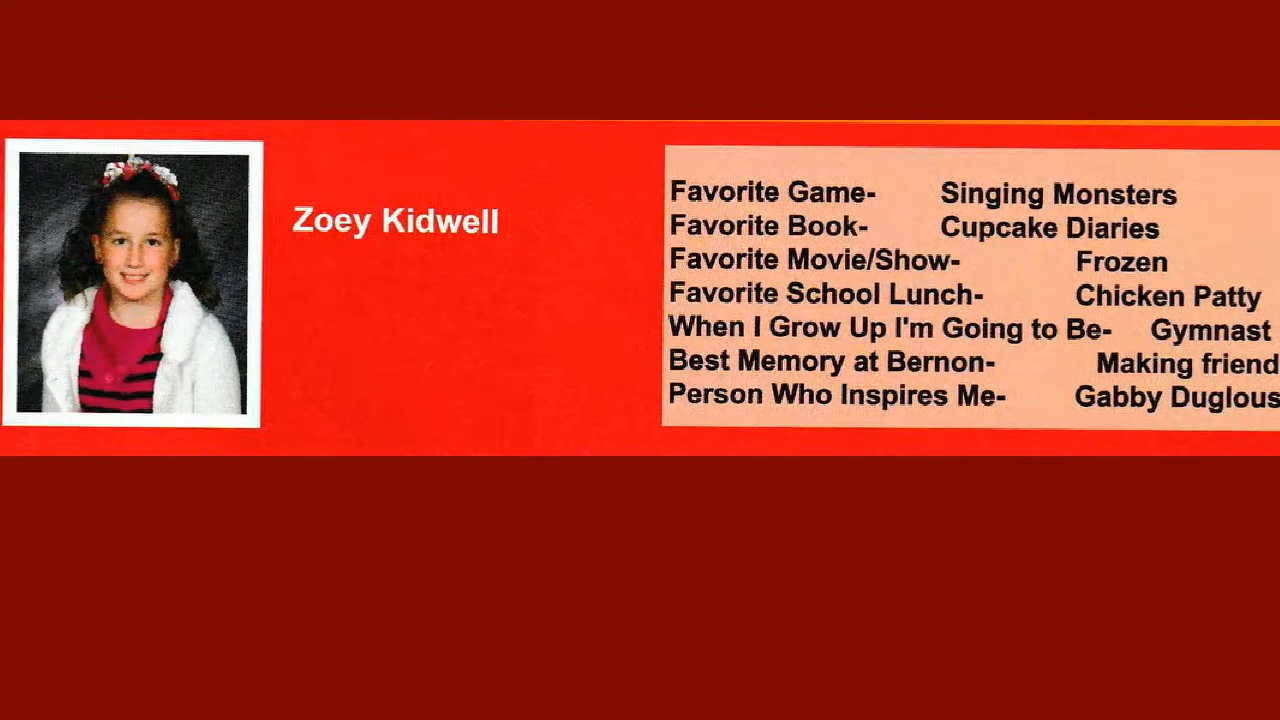 Zoey Kidwell
Favorite Game- Singing Monsters
Favorite Book- Cupcake Diaries
Favorite Movie/Show- Frozen
Favorite School Lunch- Chicken Patty
When I Grow Up I'm Going to Be- Gymnast
Best Memory at Bernon- Making friend
Person Who Inspires Me- Gabby Duglous